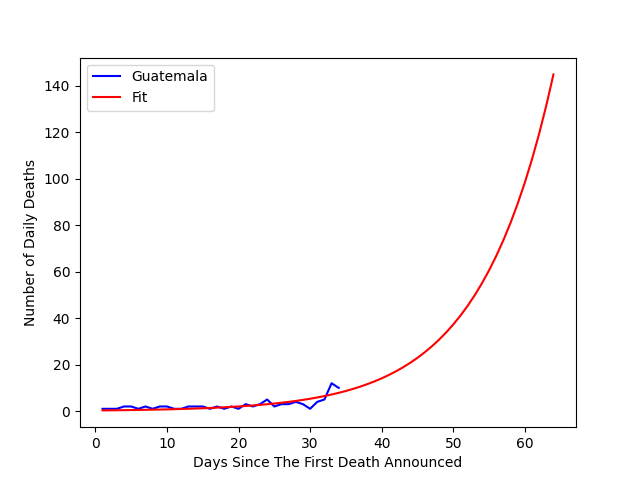 Guatemala
Fit
140
120
100
80
60
40
20
0
Number of Daily Deaths
0 10 20 30 40 50 60
Days Since The First Death Announced